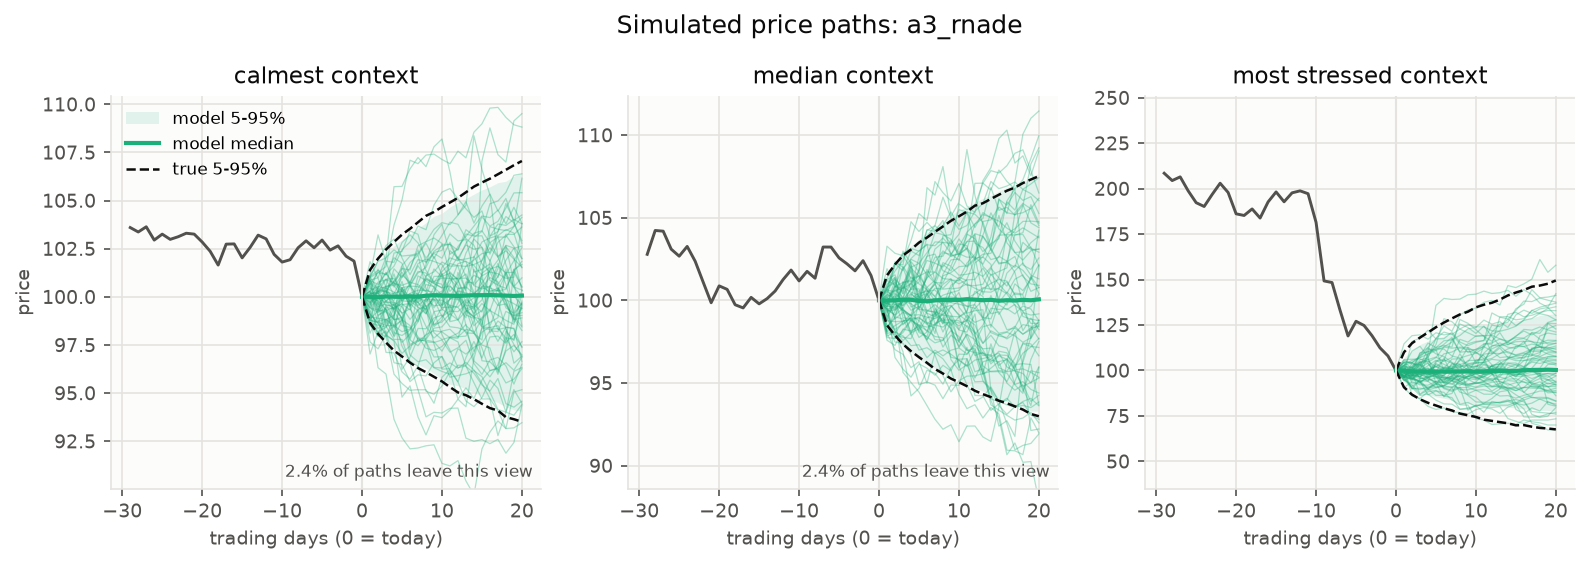 Simulated price paths: a3_rnade
calmest context
110.0
107.5
105.0
102.5
100.0
97.5
95.0
92.5
price
model 5-95%
model median
true 5-95%
2.4% of paths leave this view
−30
−20
−10
0
10
20
trading days (0 = today)
median context
110
105
100
95
90
price
2.4% of paths leave this view
−30
−20
−10
0
10
20
trading days (0 = today)
most stressed context
250
225
200
175
150
125
100
75
50
price
−30
−20
−10
0
10
20
trading days (0 = today)